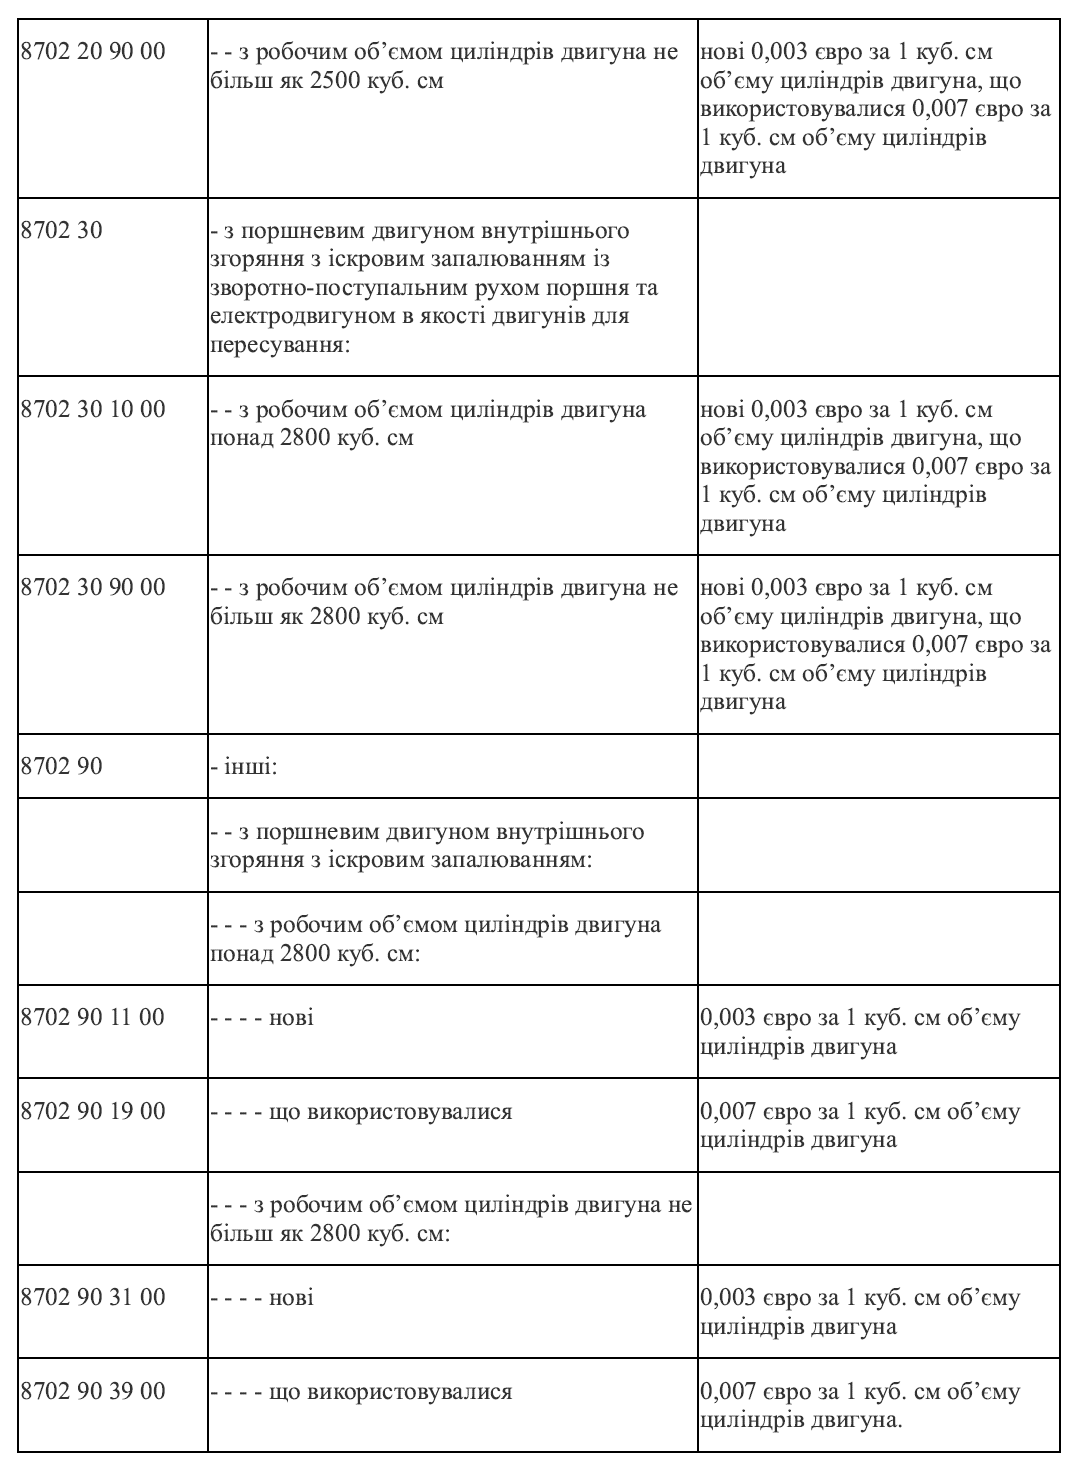 8702 20 90 00
- - з робочим об’ємом циліндрів двигуна не
більш як 2500 куб. см
нові 0,003 євро за 1 куб. см
об’єму циліндрів двигуна, що
використовувалися 0,007 євро за
1 куб. см об’єму циліндрів
двигуна
8702 30
- з поршневим двигуном внутрішнього
згоряння з іскровим запалюванням із
зворотно-поступальним рухом поршня та
електродвигуном в якості двигунів для
пересування:
8702 30 10 00
- - з робочим об’ємом циліндрів двигуна
понад 2800 куб. см
нові 0,003 євро за 1 куб. см
об’єму циліндрів двигуна, що
використовувалися 0,007 євро за
1 куб. см об’єму циліндрів
двигуна
8702 30 90 00
- - з робочим об’ємом циліндрів двигуна не
більш як 2800 куб. см
нові 0,003 євро за 1 куб. см
об’єму циліндрів двигуна, що
використовувалися 0,007 євро за
1 куб. см об’єму циліндрів
двигуна
8702 90
- інші:
- - з поршневим двигуном внутрішнього
згоряння з іскровим запалюванням:
- - - з робочим об’ємом циліндрів двигуна
понад 2800 куб. см:
8702 90 11 00
- - - - нові
0,003 євро за 1 куб. см об’єму
циліндрів двигуна
8702 90 19 00
- - - - що використовувалися
0,007 євро за 1 куб. см об’єму
циліндрів двигуна
- - - з робочим об’ємом циліндрів двигуна не
більш як 2800 куб. см:
8702 90 31 00
- - - - нові
0,003 євро за 1 куб. см об’єму
циліндрів двигуна
8702 90 39 00
- - - - що використовувалися
0,007 євро за 1 куб. см об’єму
циліндрів двигуна.